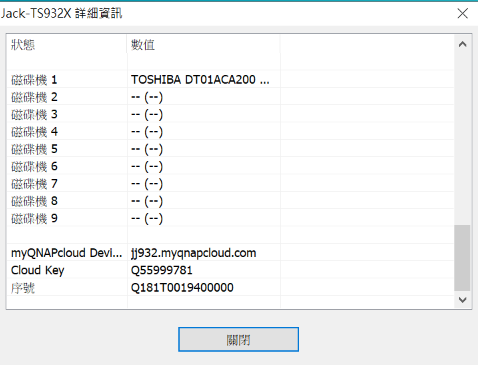 Jack-TS932X 詳細資訊
狀態 數值
磁碟機 1 TOSHIBA DT01ACA200 ...
磁碟機 2 -- (--)
磁碟機 3 -- (--)
磁碟機 4 -- (--)
磁碟機 5 -- (--)
磁碟機 6 -- (--)
磁碟機 7 -- (--)
磁碟機 8 -- (--)
磁碟機 9 -- (--)
myQNAPcloud Devi... jj932.myqnapcloud.com
Cloud Key Q55999781
序號 Q181T0019400000
關閉